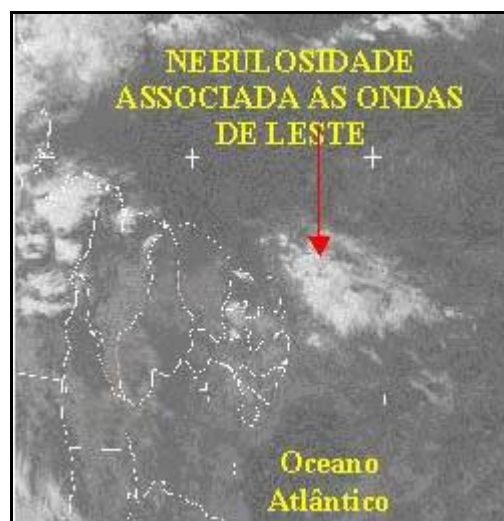 NEBULOSIDADE
ASSOCIADA ÀS ONDAS
DE LESTE
Oceano
Atlântico